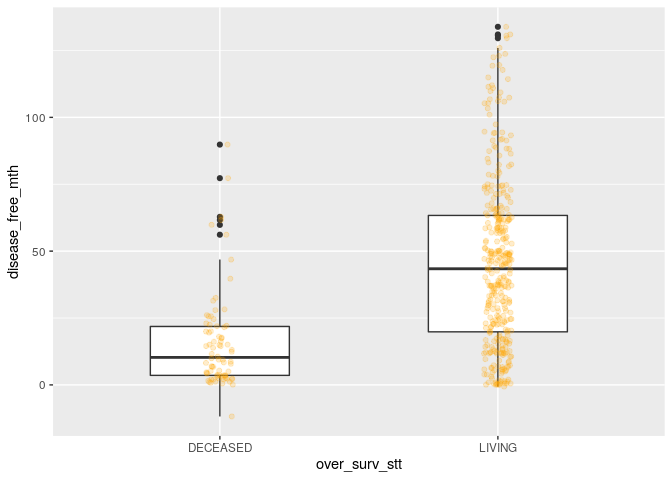 disease_free_mth
100
50
0
DECEASED
LIVING
over_surv_stt